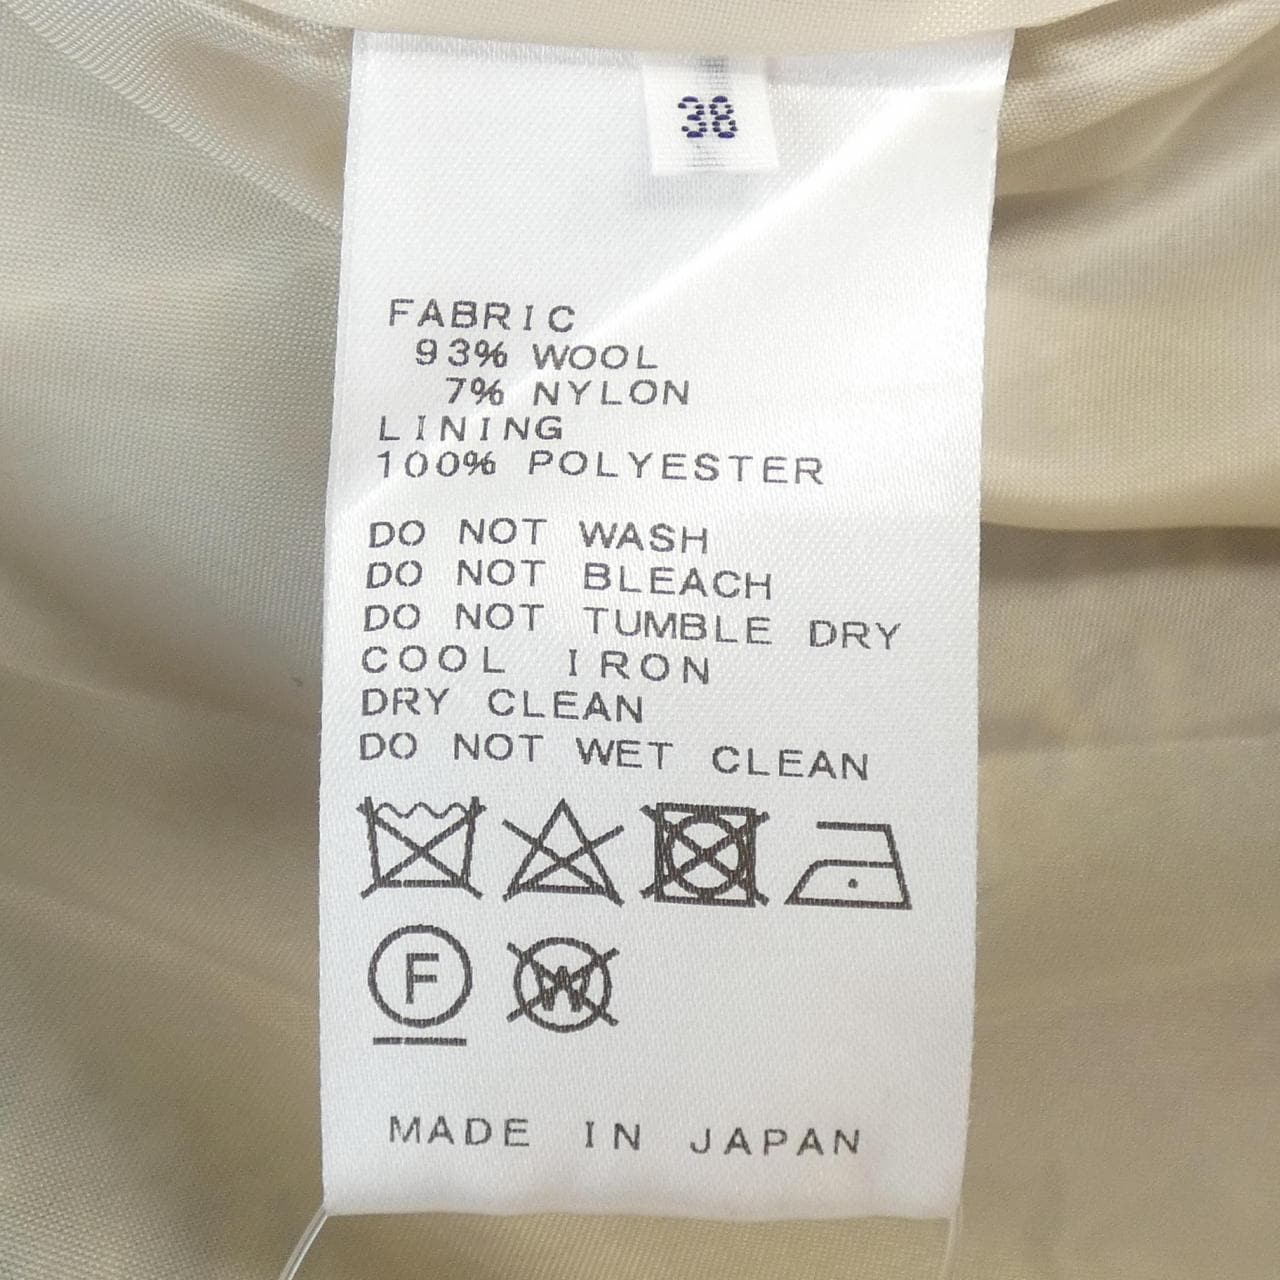 38
FABRIC
93% WOOL
7% NYLON
LINING
100% POLYESTER
DO NOT WASH
DO NOT BLEACH
DO NOT TUMBLE DRY
COOL IRON
DRY CLEAN
DO NOT WET CLEAN
F W
MADE IN JAPAN